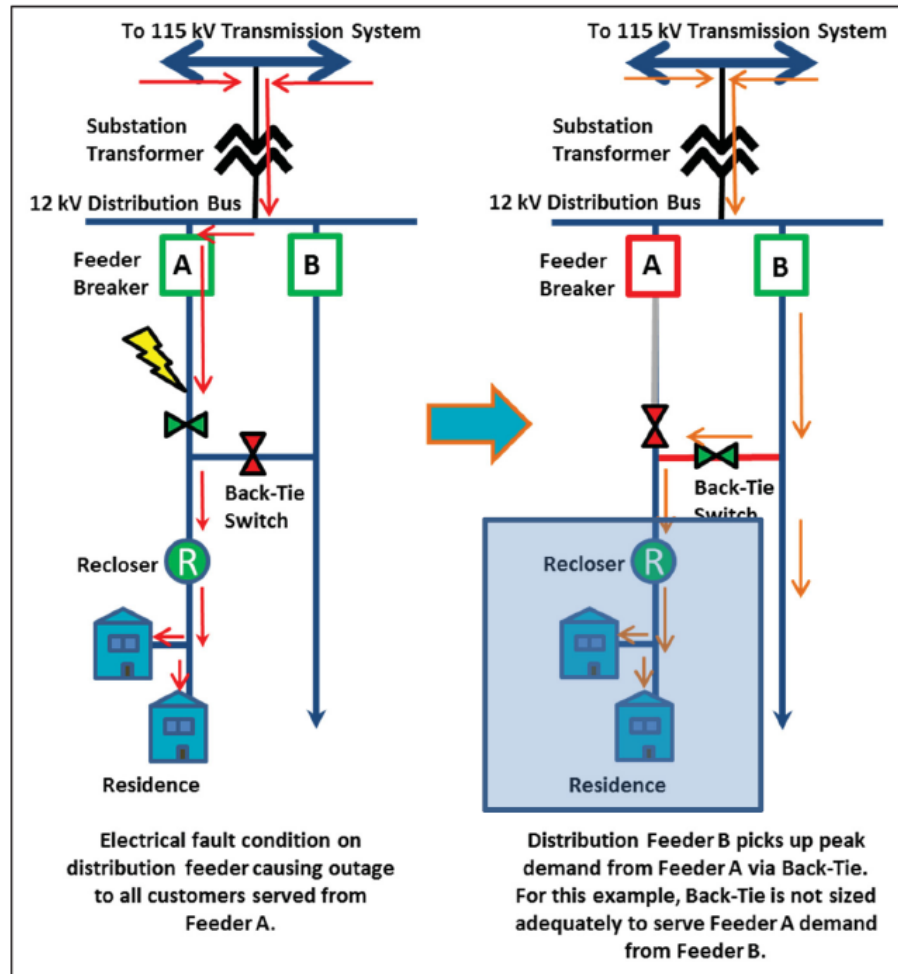 To 115 kV Transmission System
Substation
Transformer
12 kV Distribution Bus
Feeder
Breaker
A
B
Back-Tie
Switch
Recloser
R
Residence
Electrical fault condition on
distribution feeder causing outage
to all customers served from
Feeder A.
To 115 kV Transmission System
Substation
Transformer
12 kV Distribution Bus
Feeder
Breaker
A
B
Back-Tie
Switch
Recloser
R
Residence
Distribution Feeder B picks up peak
demand from Feeder A via Back-Tie.
For this example, Back-Tie is not sized
adequately to serve Feeder A demand
from Feeder B.